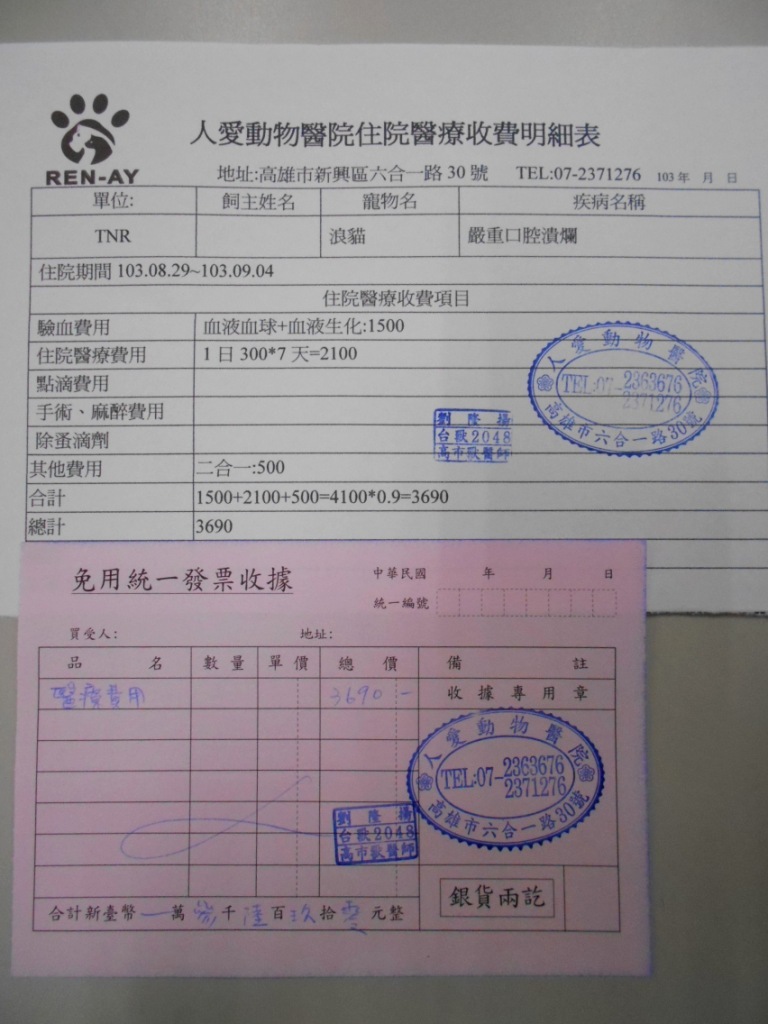 人愛動物醫院住院醫療收費明細表
REN-AY
地址:高雄市新興區六合一路 30 號 TEL:07-2371276 103 年 月 日
單位: 飼主姓名 寵物名 疾病名稱
TNR 浪貓 嚴重口腔潰爛
住院期間 103.08.29~103.09.04
住院醫療收費項目
驗血費用 血液血球+血液生化:1500
住院醫療費用 1 日 300*7 天=2100
點滴費用
手術、麻醉費用
除蚤滴劑
其他費用 二合一:500
合計 1500+2100+500=4100*0.9=3690
總計 3690
人愛動物醫院
TEL:07-2363676
2371276
高雄市六合一路30號
劉隆揚
台獸2048
高市獸醫師
免用統一發票收據
中華民國 年 月 日
統一編號
買受人: 地址:
品名 數量 單價 總價 備註
醫療費用 3690- 收據專用章
人愛動物醫院
TEL:07-2363676
2371276
高雄市六合一路30號
劉隆揚
台獸2048
高市獸醫師
合計新臺幣 萬 千 陸 百 玖 拾 零 元整
銀貨兩訖